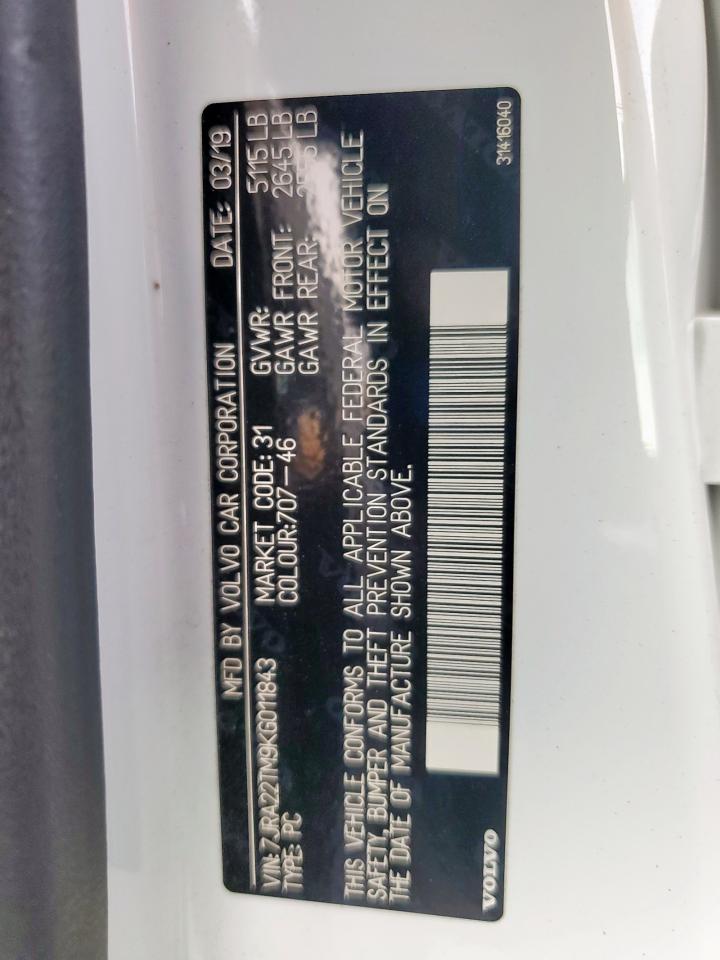 MFD BY VOLVO CAR CORPORATION DATE: 03/19
VIN: 7JRA22TM9KG011843 MARKET CODE: 31 GVWR: 5115 LB
TYPE: PC COLOUR:707-46 GAWR FRONT: 2645 LB
GAWR REAR: LB
THIS VEHICLE CONFORMS TO ALL APPLICABLE FEDERAL MOTOR VEHICLE
SAFETY, BUMPER AND THEFT PREVENTION STANDARDS IN EFFECT ON
THE DATE OF MANUFACTURE SHOWN ABOVE.
VOLVO 31416040